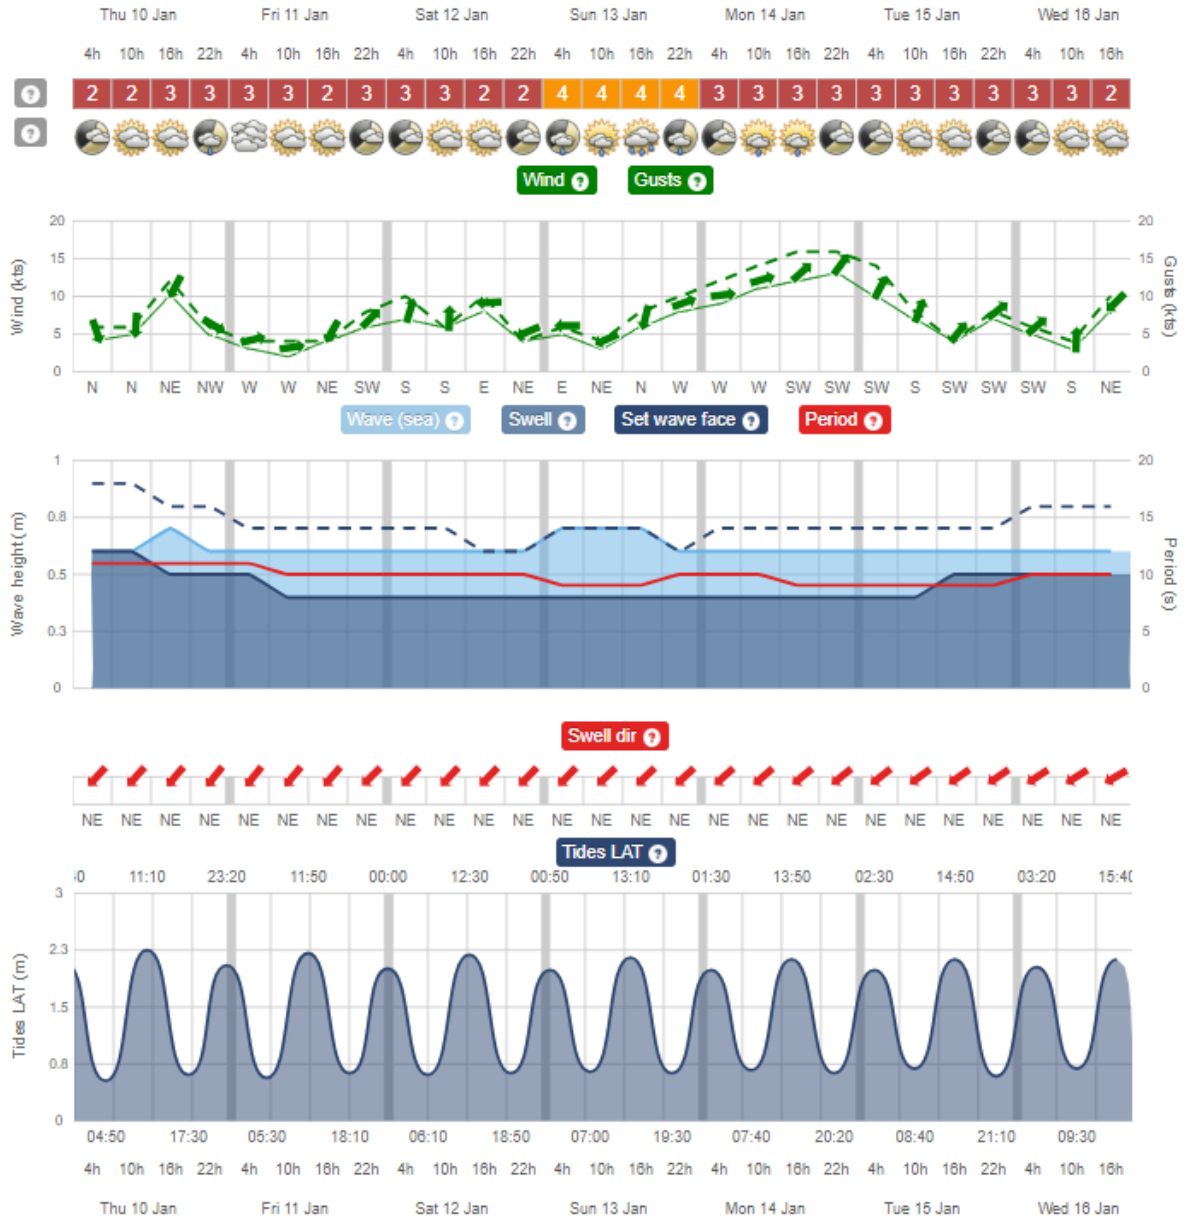 Thu 10 Jan Fri 11 Jan Sat 12 Jan Sun 13 Jan Mon 14 Jan Tue 15 Jan Wed 16 Jan
4h 10h 16h 22h 4h 10h 16h 22h 4h 10h 16h 22h 4h 10h 16h 22h 4h 10h 16h 22h 4h 10h 16h 22h 4h 10h 16h
? 2 2 3 3 3 3 2 3 3 3 2 2 4 4 4 4 3 3 3 3 3 3 3 3 3 3 2
?
Wind ? Gusts ?
20 20
15 15
10 10
5 5
0 0
Wind (kts)
Gusts (kts)
N N NE NW W W NE SW S S E NE E NE N W W W SW SW SW S SW SW SW S NE
Wave (sea) ? Swell ? Set wave face ? Period ?
1 20
0.8 15
0.5 10
0.3 5
0 0
Wave height (m)
Period (s)
Swell dir ?
NE NE NE NE NE NE NE NE NE NE NE NE NE NE NE NE NE NE NE NE NE NE NE NE NE NE NE
Tides LAT ?
:40 11:10 23:20 11:50 00:00 12:30 00:50 13:10 01:30 13:50 02:30 14:50 03:20 15:40
3
2.3
1.5
0.8
0
Tides LAT (m)
04:50 17:30 05:30 18:10 06:10 18:50 07:00 19:30 07:40 20:20 08:40 21:10 09:30
4h 10h 16h 22h 4h 10h 16h 22h 4h 10h 16h 22h 4h 10h 16h 22h 4h 10h 16h 22h 4h 10h 16h 22h 4h 10h 16h
Thu 10 Jan Fri 11 Jan Sat 12 Jan Sun 13 Jan Mon 14 Jan Tue 15 Jan Wed 16 Jan